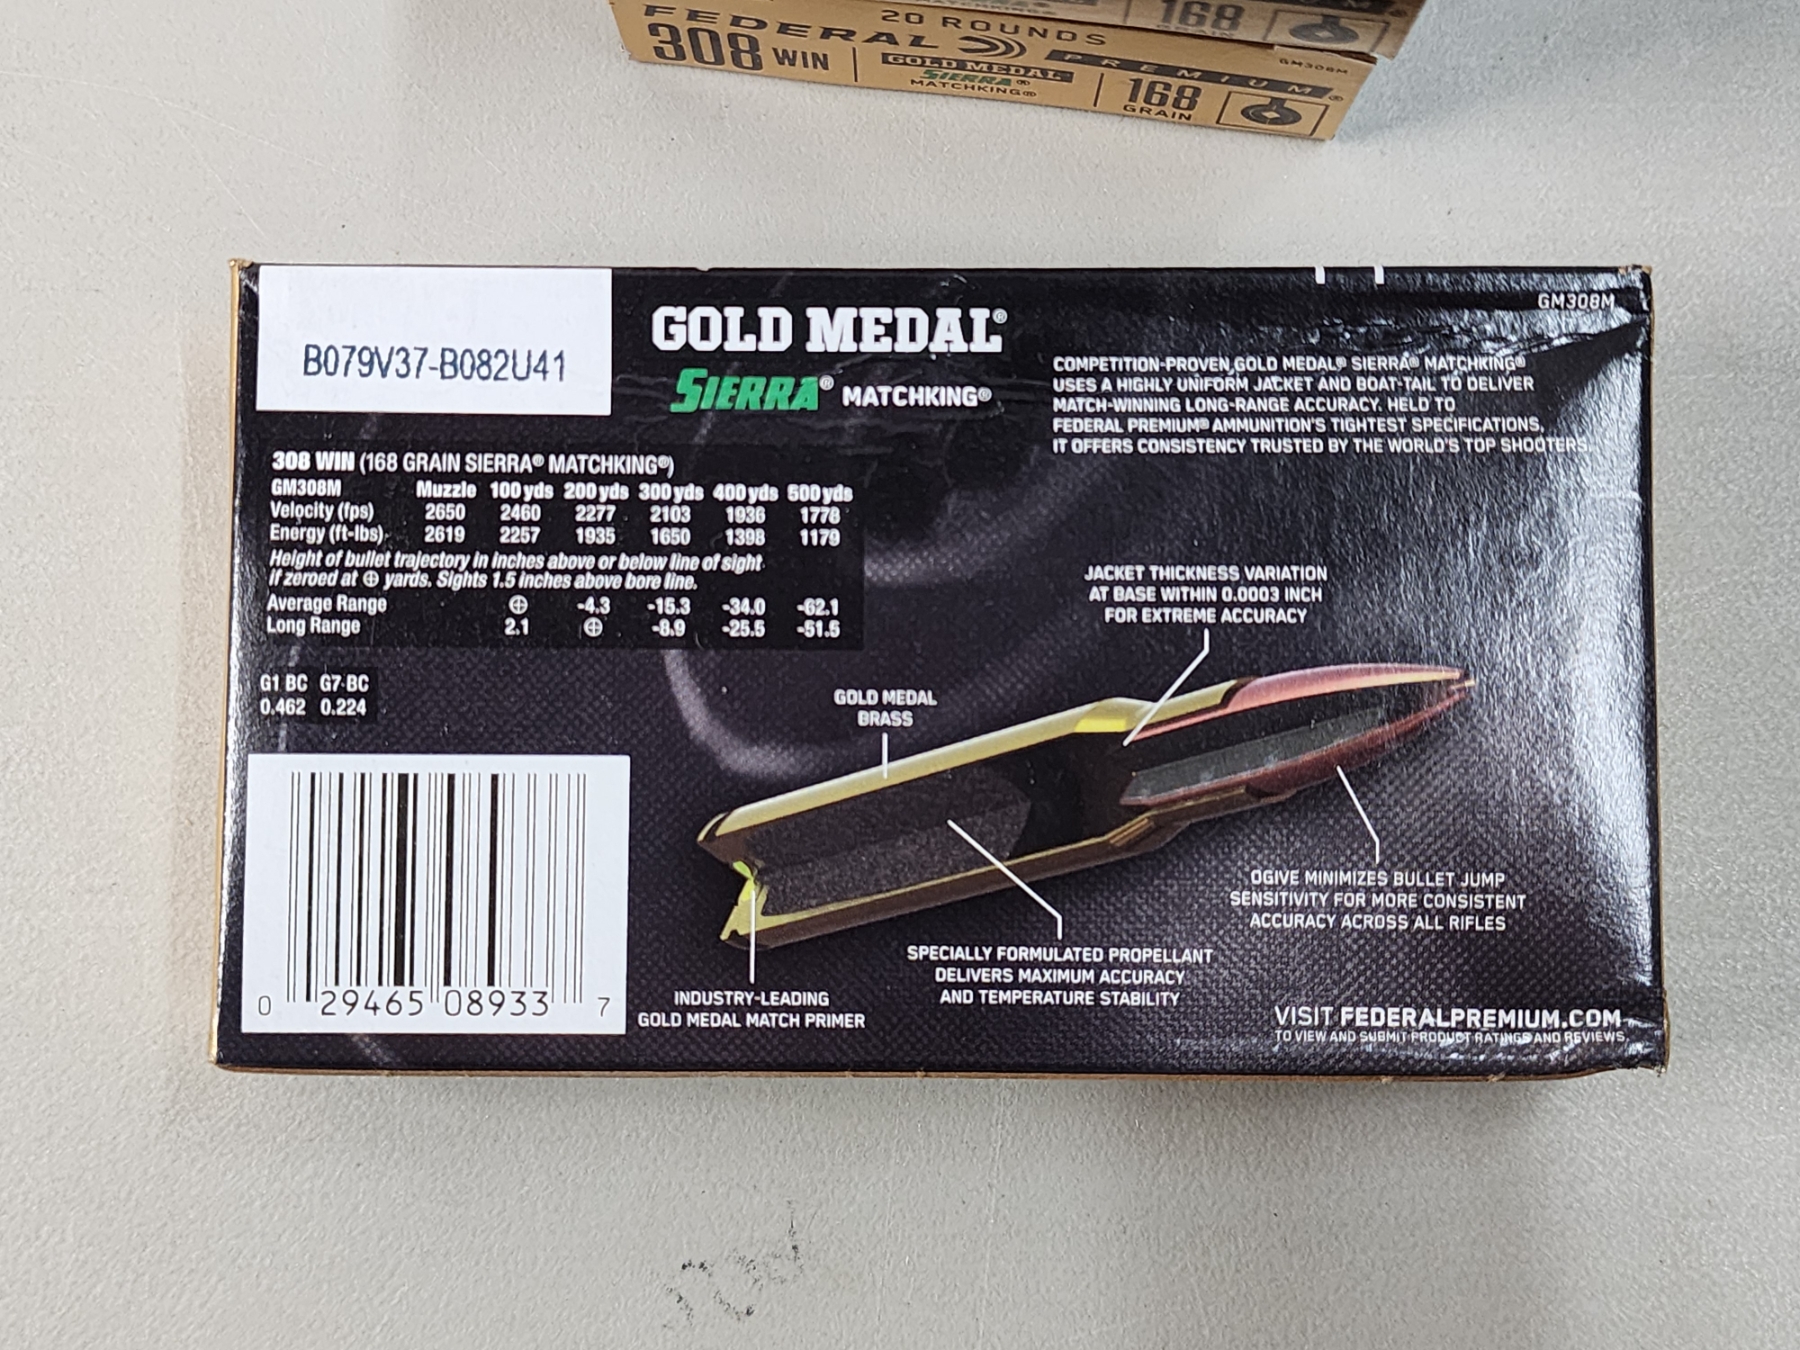 168
20 ROUNDS
FEDERAL PREMIUM®
GM308M
308 WIN
GOLD MEDAL
SIERRA®
MATCHKING®
168
GRAIN
B079V37-B082U41
GOLD MEDAL®
SIERRA® MATCHKING®
GM308M
COMPETITION-PROVEN GOLD MEDAL® SIERRA® MATCHKING®
USES A HIGHLY UNIFORM JACKET AND BOAT-TAIL TO DELIVER
MATCH-WINNING LONG-RANGE ACCURACY. HELD TO
FEDERAL PREMIUM® AMMUNITION'S TIGHTEST SPECIFICATIONS,
IT OFFERS CONSISTENCY TRUSTED BY THE WORLD'S TOP SHOOTERS.
308 WIN (168 GRAIN SIERRA® MATCHKING®)
GM308M Muzzle 100 yds 200 yds 300 yds 400 yds 500 yds
Velocity (fps) 2650 2460 2277 2103 1936 1778
Energy (ft-lbs) 2619 2257 1935 1650 1398 1179
Height of bullet trajectory in inches above or below line of sight
if zeroed at ⊕ yards. Sights 1.5 inches above bore line.
Average Range ⊕ -4.3 -15.3 -34.0 -62.1
Long Range 2.1 ⊕ -8.9 -25.5 -51.5
G1 BC G7 BC
0.462 0.224
JACKET THICKNESS VARIATION
AT BASE WITHIN 0.0003 INCH
FOR EXTREME ACCURACY
GOLD MEDAL
BRASS
OGIVE MINIMIZES BULLET JUMP
SENSITIVITY FOR MORE CONSISTENT
ACCURACY ACROSS ALL RIFLES
SPECIALLY FORMULATED PROPELLANT
DELIVERS MAXIMUM ACCURACY
AND TEMPERATURE STABILITY
INDUSTRY-LEADING
GOLD MEDAL MATCH PRIMER
0 29465 08933 7
VISIT FEDERALPREMIUM.COM
TO VIEW AND SUBMIT PRODUCT RATINGS AND REVIEWS.